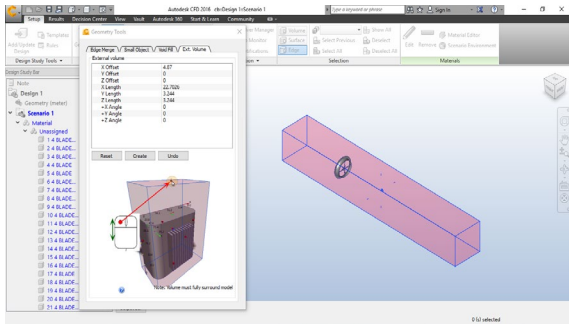 Autodesk CFD 2016 cfv:Design 1:Scenario 1
Type a keyword or phrase
Sign In
Setup Results Decision Center View Vault Autodesk 360 Start & Learn Community
Geometry Tools
Templates
Rules
Add/Update Design
Volume
Surface
Edge
Select Previous
Select All
Show All
Deselect
Deselect All
Edit Remove
Material Editor
Scenario Environment
Design Study Tools
Selection
Materials
Design Study Bar
Edge Merge Small Object Void Fill Ext. Volume
External volume
X Offset 4.87
Y Offset 0
Z Offset 0
X Length 22.7026
Y Length 3.244
Z Length 3.244
+X Angle 0
+Y Angle 0
+Z Angle 0
Reset Create Undo
Note: Volume must fully surround model
Note
Design 1
Geometry (meter)
Scenario 1
Material
Unassigned
1 4 BLADE...
2 4 BLADE...
3 4 BLADE...
4 4 BLADE
5 4 BLADE...
6 4 BLADE...
7 4 BLADE...
8 4 BLADE...
9 4 BLADE...
10 4 BLADE...
11 4 BLADE...
12 4 BLADE...
13 4 BLADE...
14 4 BLADE...
15 4 BLADE...
16 4 BLADE...
17 4 BLADE
18 4 BLADE...
19 4 BLADE...
20 4 BLADE...
21 4 BLADE...
0 (s) selected